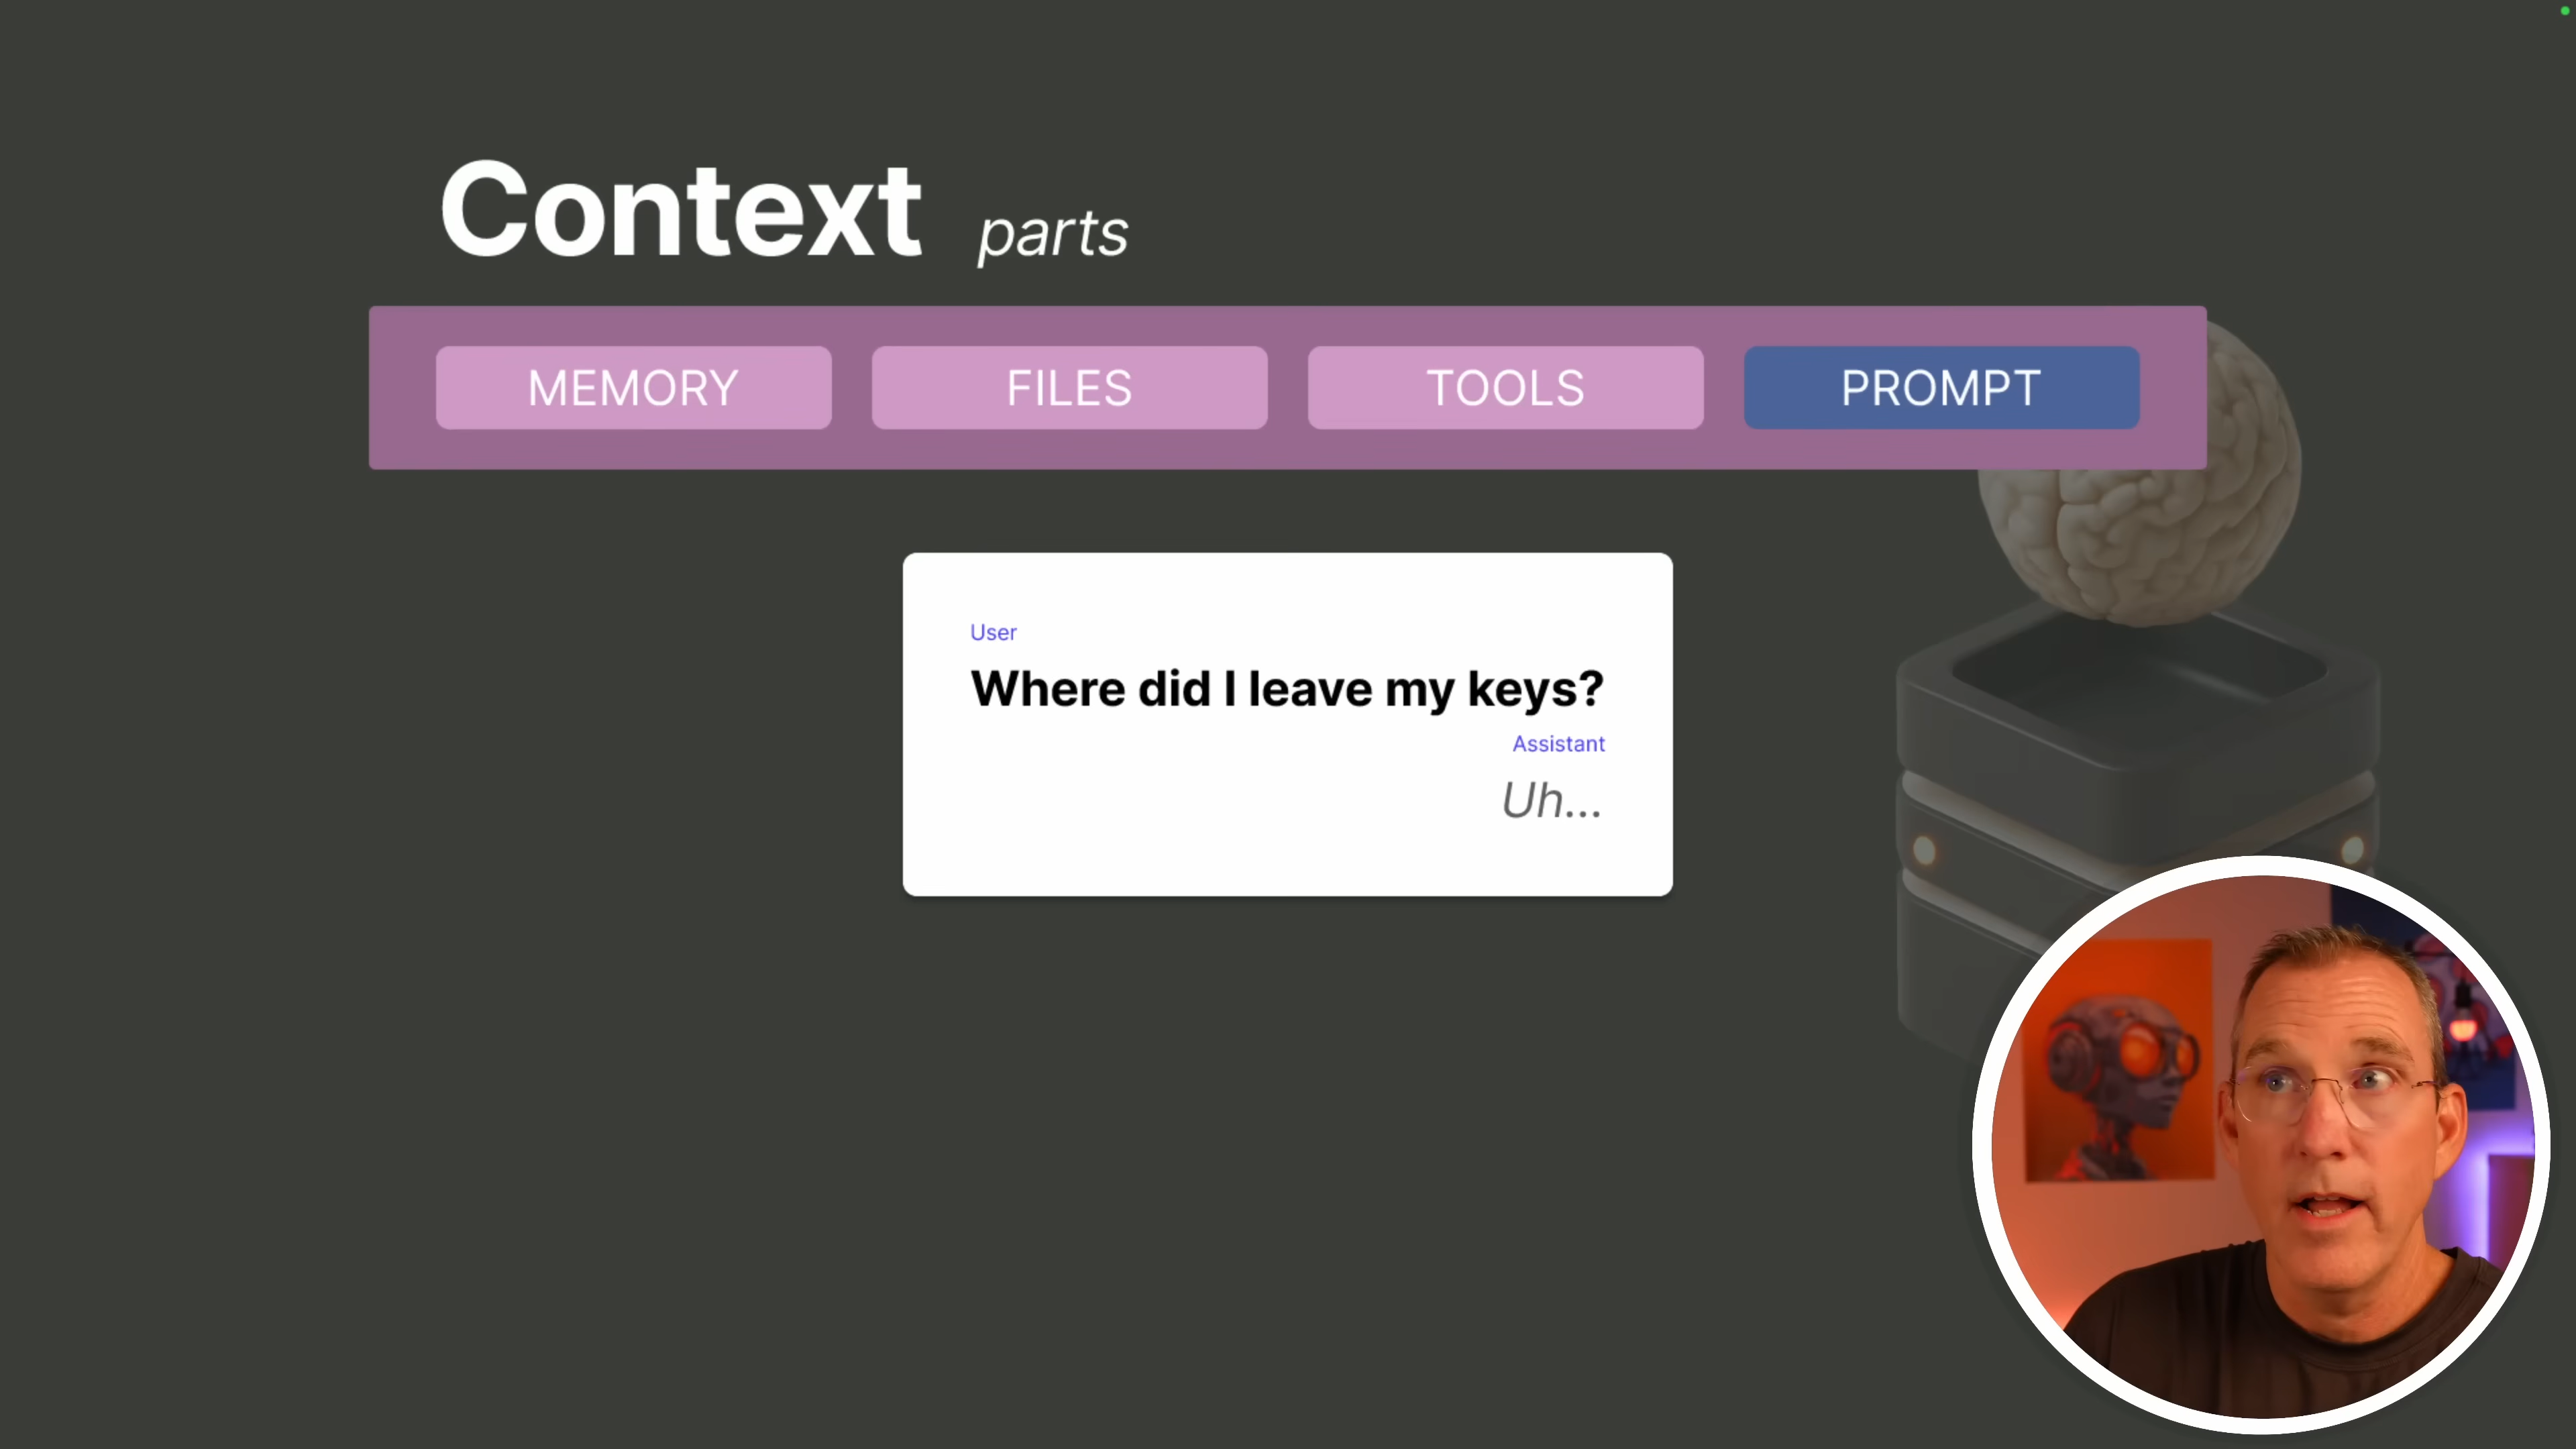 Context parts
MEMORY FILES TOOLS PROMPT
User
Where did I leave my keys?
Assistant
Uh...